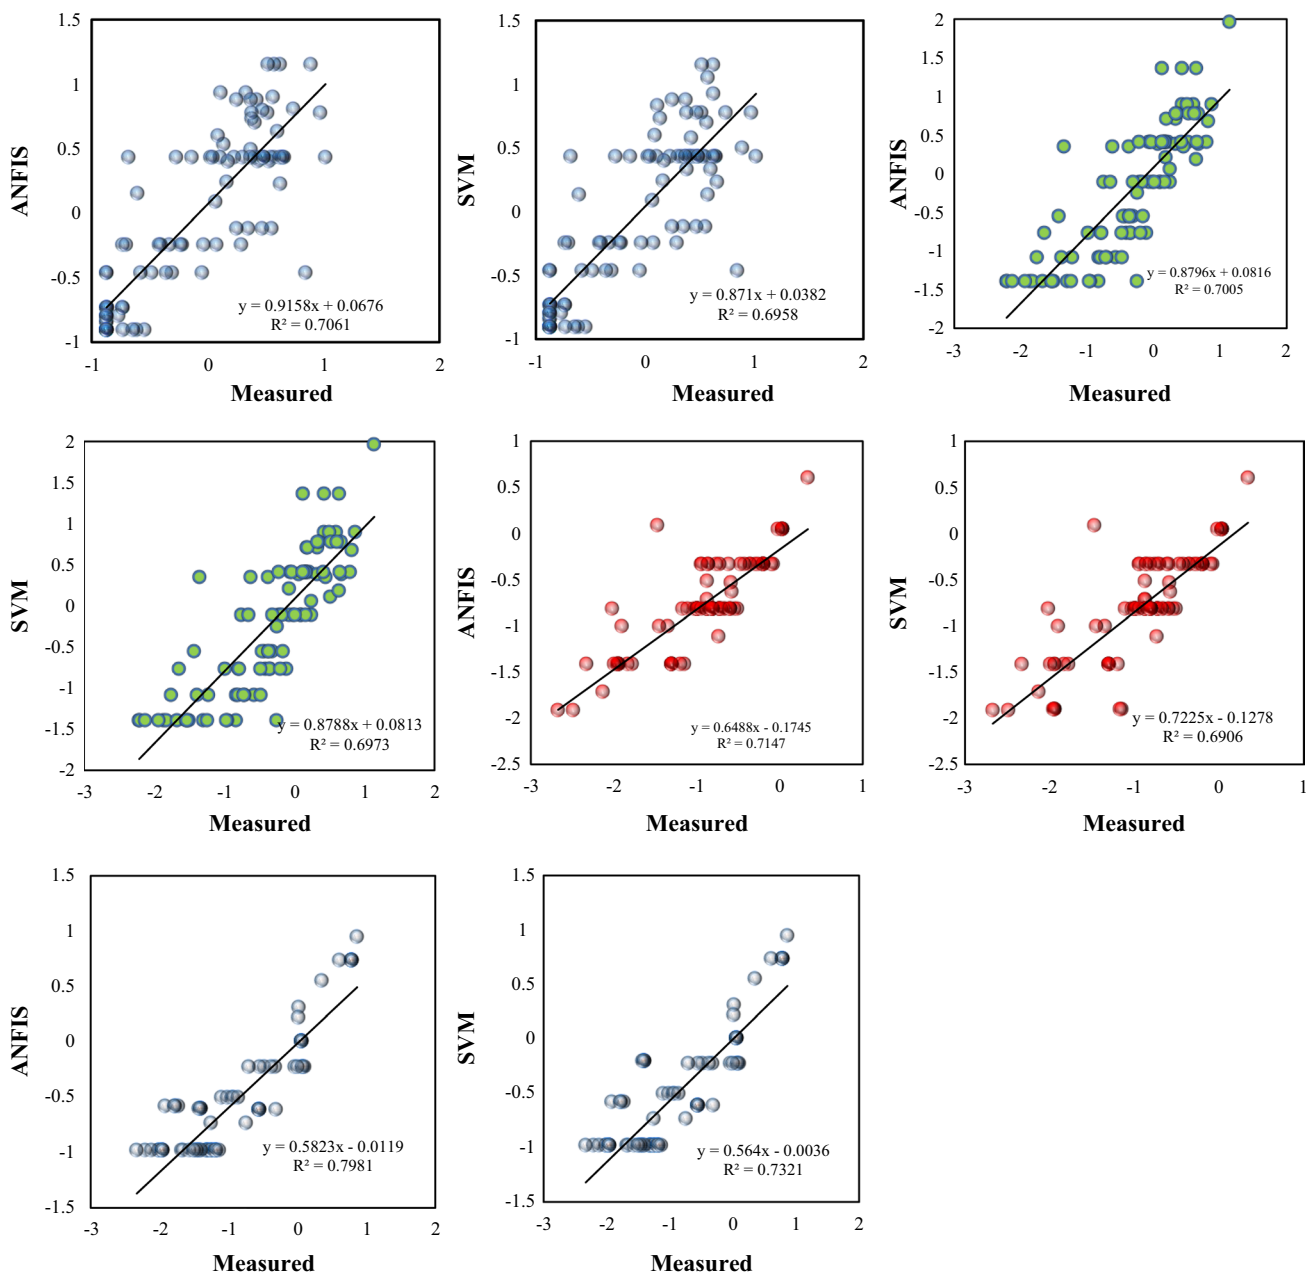 1.5
1
0.5
0
-0.5
-1
ANFIS
-1 0 1 2
Measured
y = 0.9158x + 0.0676
R² = 0.7061
1.5
1
0.5
0
-0.5
-1
SVM
-1 0 1 2
Measured
y = 0.871x + 0.0382
R² = 0.6958
2
1.5
1
0.5
0
-0.5
-1
-1.5
-2
ANFIS
-3 -2 -1 0 1 2
Measured
y = 0.8796x + 0.0816
R² = 0.7005
2
1.5
1
0.5
0
-0.5
-1
-1.5
-2
SVM
-3 -2 -1 0 1 2
Measured
y = 0.8788x + 0.0813
R² = 0.6973
1
0.5
0
-0.5
-1
-1.5
-2
-2.5
ANFIS
-3 -2 -1 0 1
Measured
y = 0.6488x - 0.1745
R² = 0.7147
1
0.5
0
-0.5
-1
-1.5
-2
-2.5
SVM
-3 -2 -1 0 1
Measured
y = 0.7225x - 0.1278
R² = 0.6906
1.5
1
0.5
0
-0.5
-1
-1.5
ANFIS
-3 -2 -1 0 1 2
Measured
y = 0.5823x - 0.0119
R² = 0.7981
1.5
1
0.5
0
-0.5
-1
-1.5
SVM
-3 -2 -1 0 1 2
Measured
y = 0.564x - 0.0036
R² = 0.7321